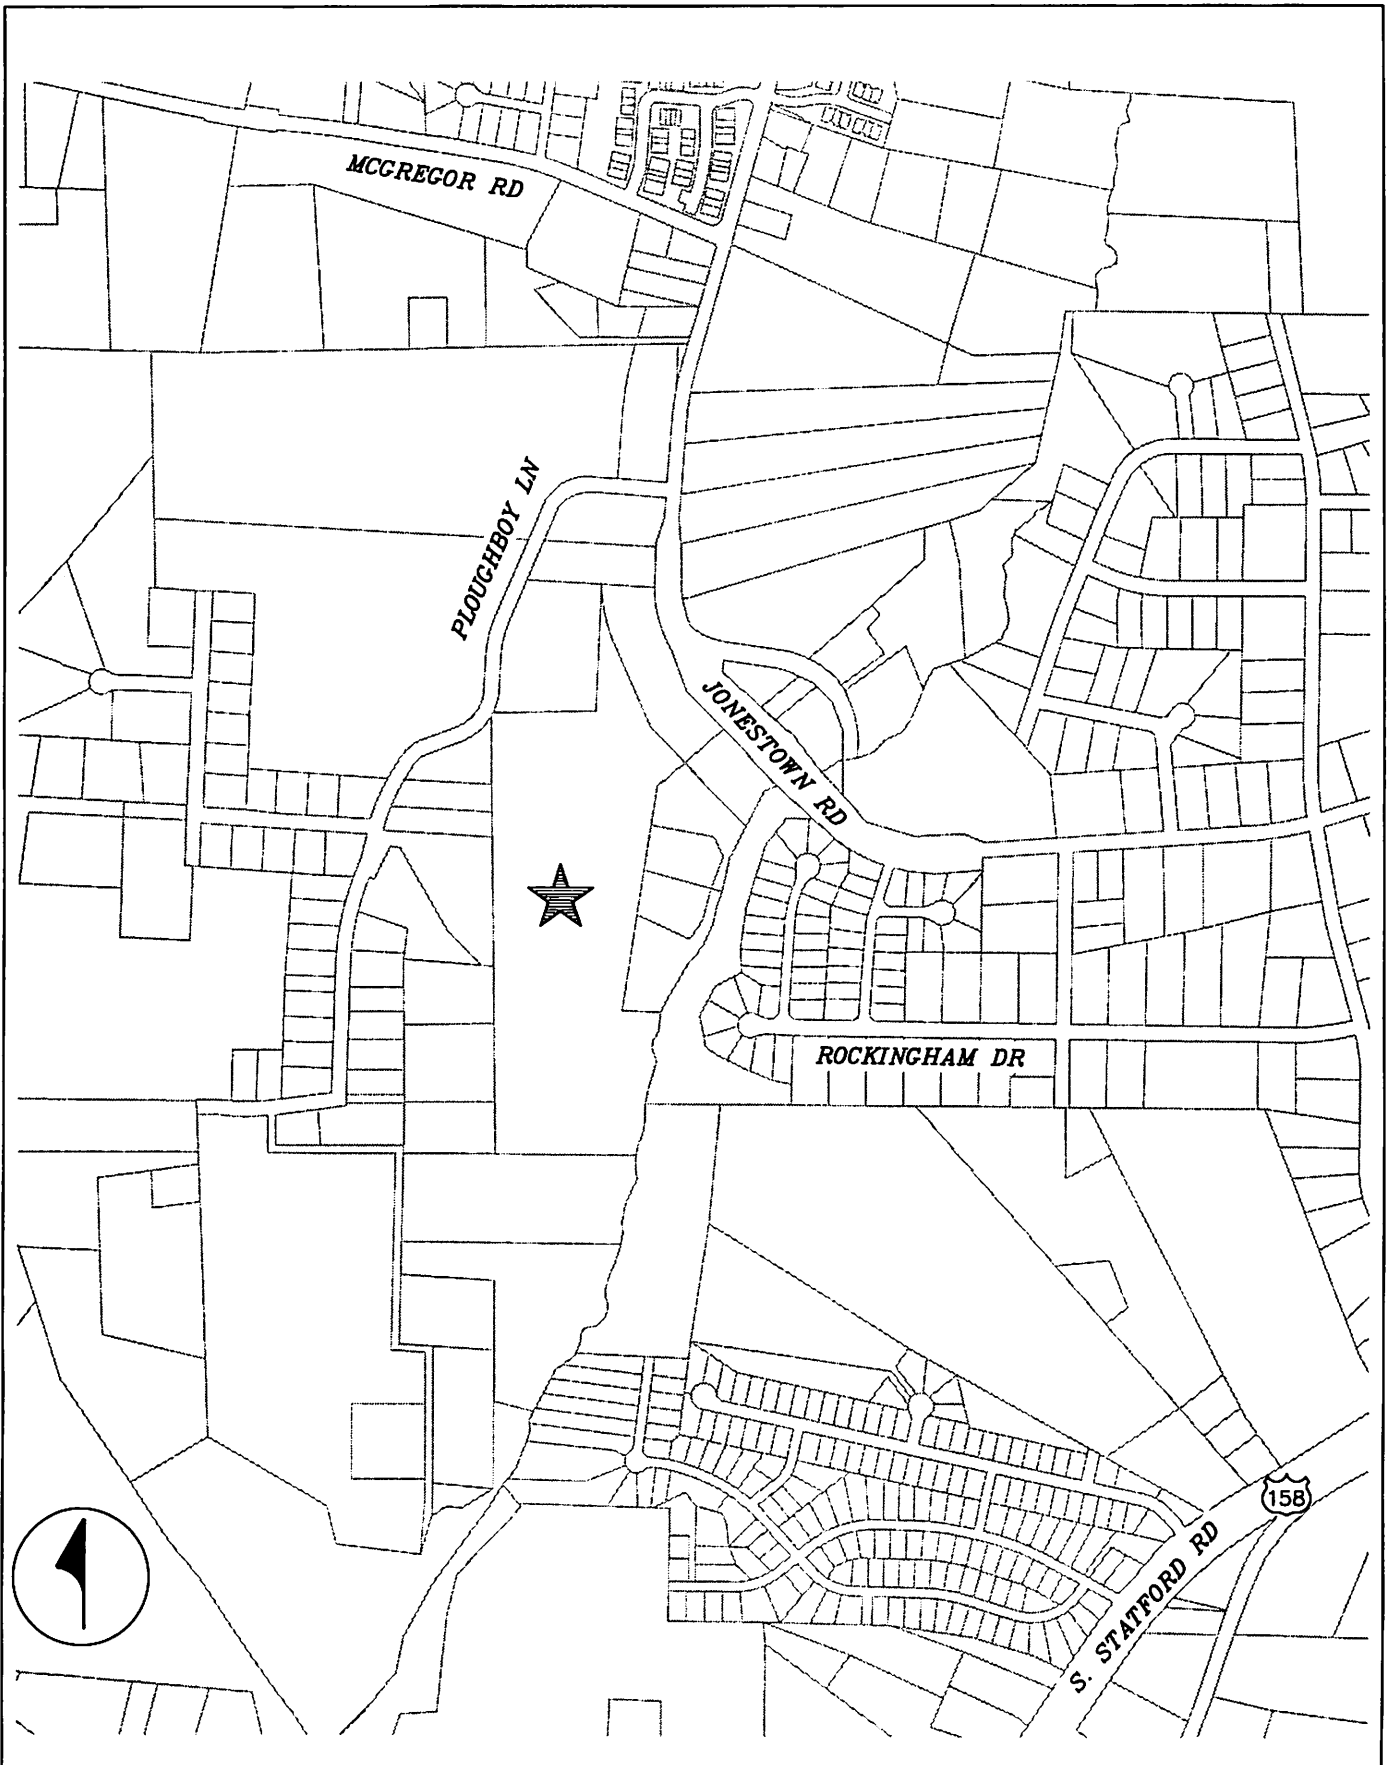 MCGREGOR RD
PLOUGHBOY LN
JONESTOWN RD
ROCKINGHAM DR
158
S. STATFORD RD